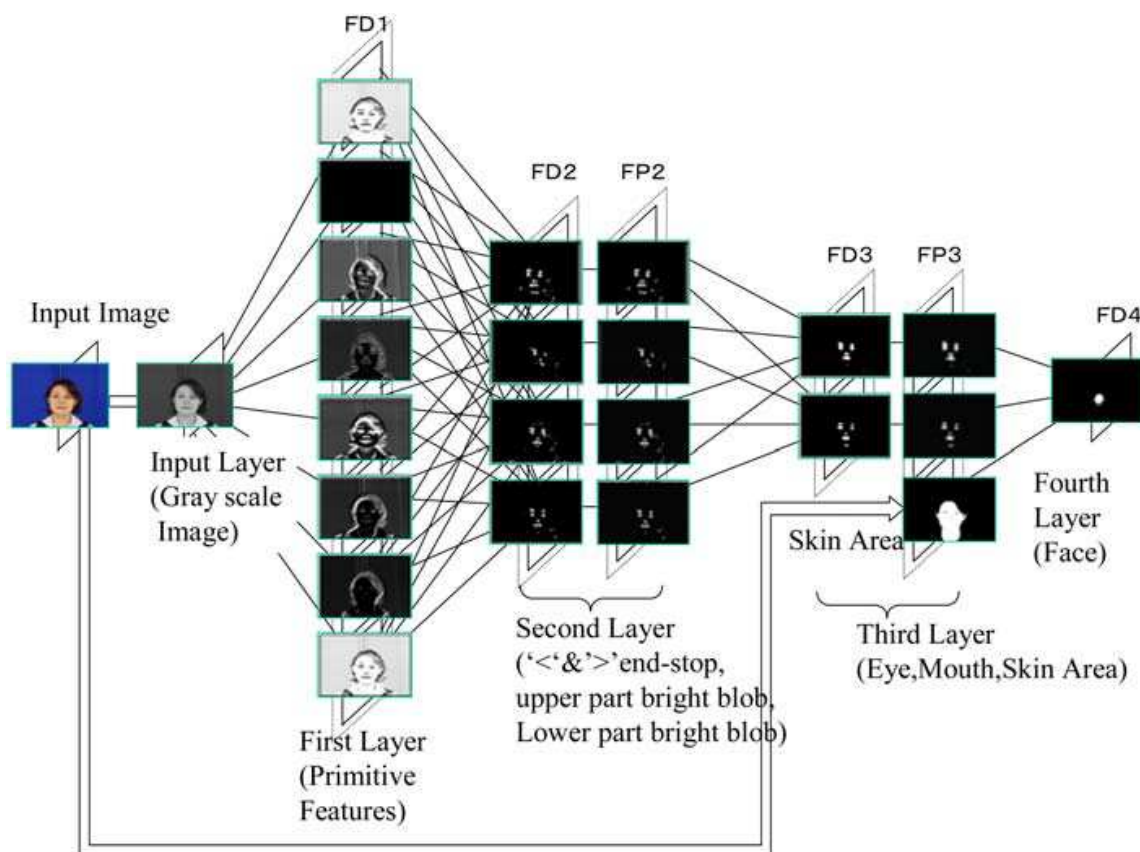 FD1
FD2
FP2
FD3
FP3
FD4
Input Image
Input Layer
(Gray scale
Image)
First Layer
(Primitive
Features)
Second Layer
(‘<‘&’>’end-stop,
upper part bright blob,
Lower part bright blob)
Skin Area
Third Layer
(Eye,Mouth,Skin Area)
Fourth
Layer
(Face)